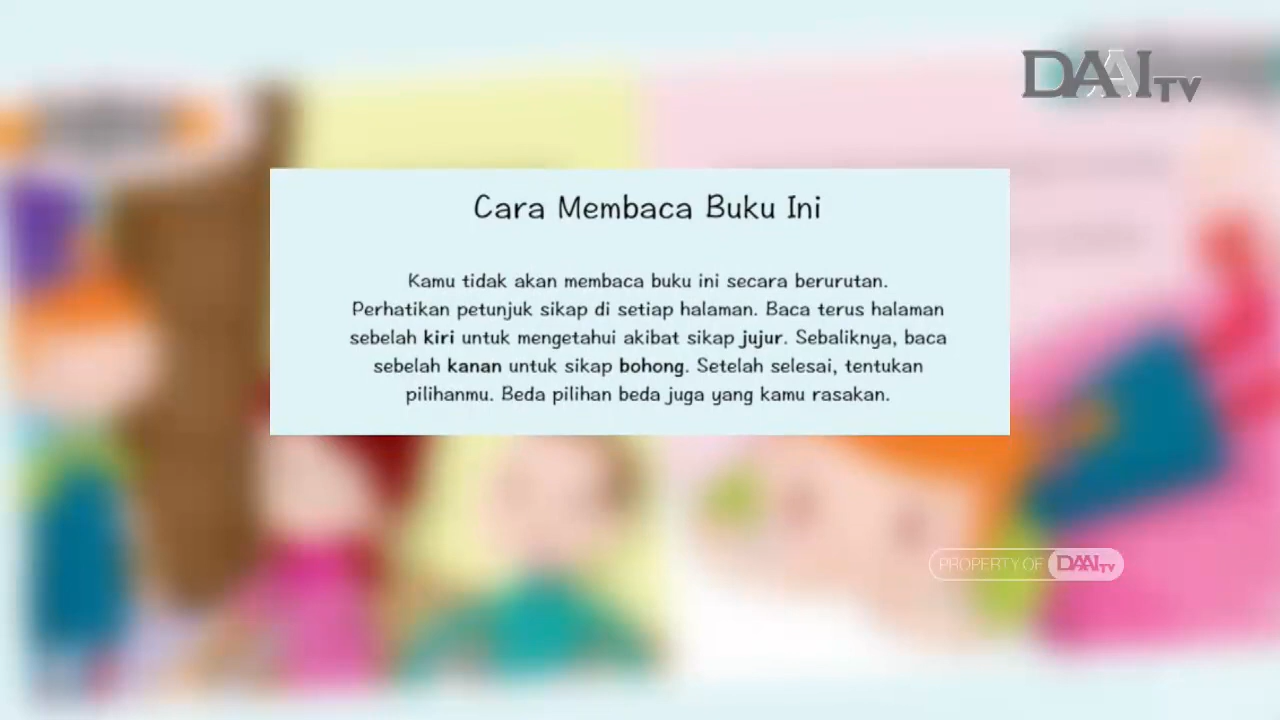 DAAI TV
Cara Membaca Buku Ini
Kamu tidak akan membaca buku ini secara berurutan.
Perhatikan petunjuk sikap di setiap halaman. Baca terus halaman
sebelah kiri untuk mengetahui akibat sikap jujur. Sebaliknya, baca
sebelah kanan untuk sikap bohong. Setelah selesai, tentukan
pilihanmu. Beda pilihan beda juga yang kamu rasakan.
PROPERTY OF DAAI TV